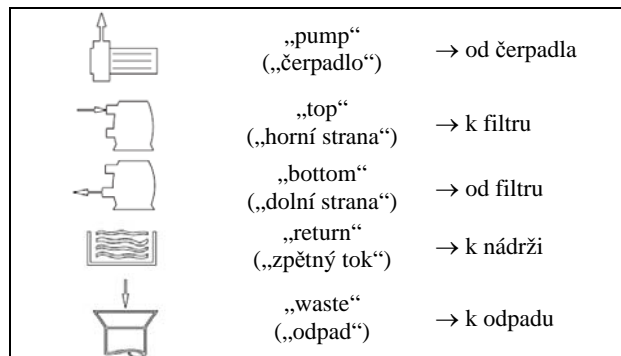 „pump“
(„čerpadlo“)
→ od čerpadla
„top“
(„horní strana“)
→ k filtru
„bottom“
(„dolní strana“)
→ od filtru
„return“
(„zpětný tok“)
→ k nádrži
„waste“
(„odpad“)
→ k odpadu